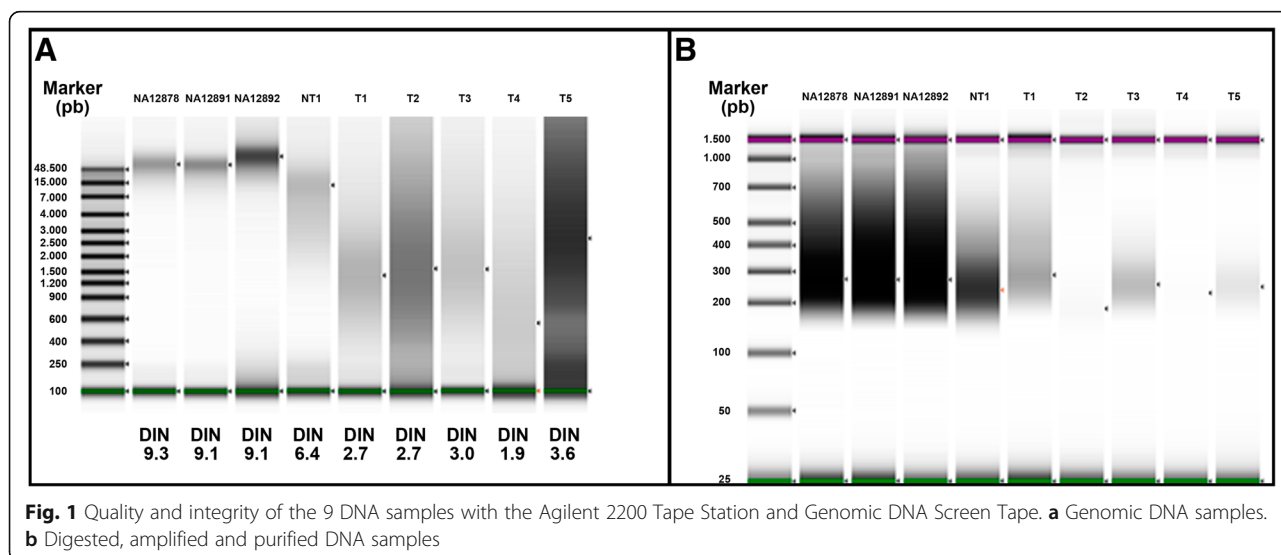 A
Marker
(pb)
NA12878 NA12891 NA12892 NT1 T1 T2 T3 T4 T5
48.500
15.000
7.000
4.000
3.000
2.500
2.000
1.500
1.200
900
600
400
250
100
DIN DIN DIN DIN DIN DIN DIN DIN DIN
9.3 9.1 9.1 6.4 2.7 2.7 3.0 1.9 3.6
B
Marker
(pb)
NA12878 NA12891 NA12892 NT1 T1 T2 T3 T4 T5
1.500
1.000
700
500
400
300
200
100
50
25
Fig. 1 Quality and integrity of the 9 DNA samples with the Agilent 2200 Tape Station and Genomic DNA Screen Tape. a Genomic DNA samples.
b Digested, amplified and purified DNA samples